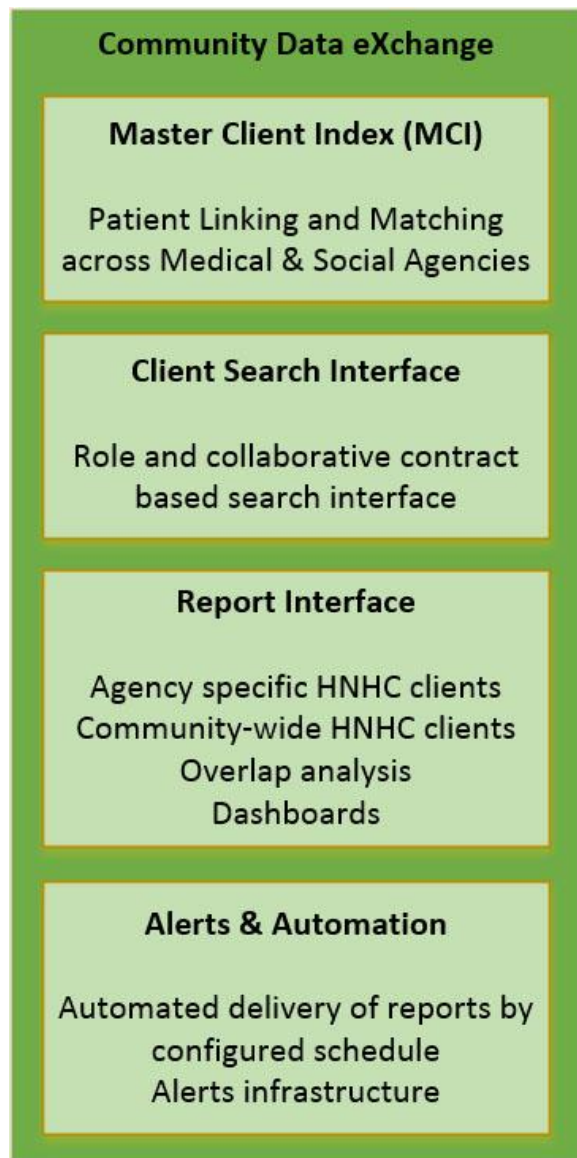 Community Data eXchange
Master Client Index (MCI)
Patient Linking and Matching
across Medical & Social Agencies
Client Search Interface
Role and collaborative contract
based search interface
Report Interface
Agency specific HNHC clients
Community-wide HNHC clients
Overlap analysis
Dashboards
Alerts & Automation
Automated delivery of reports by
configured schedule
Alerts infrastructure